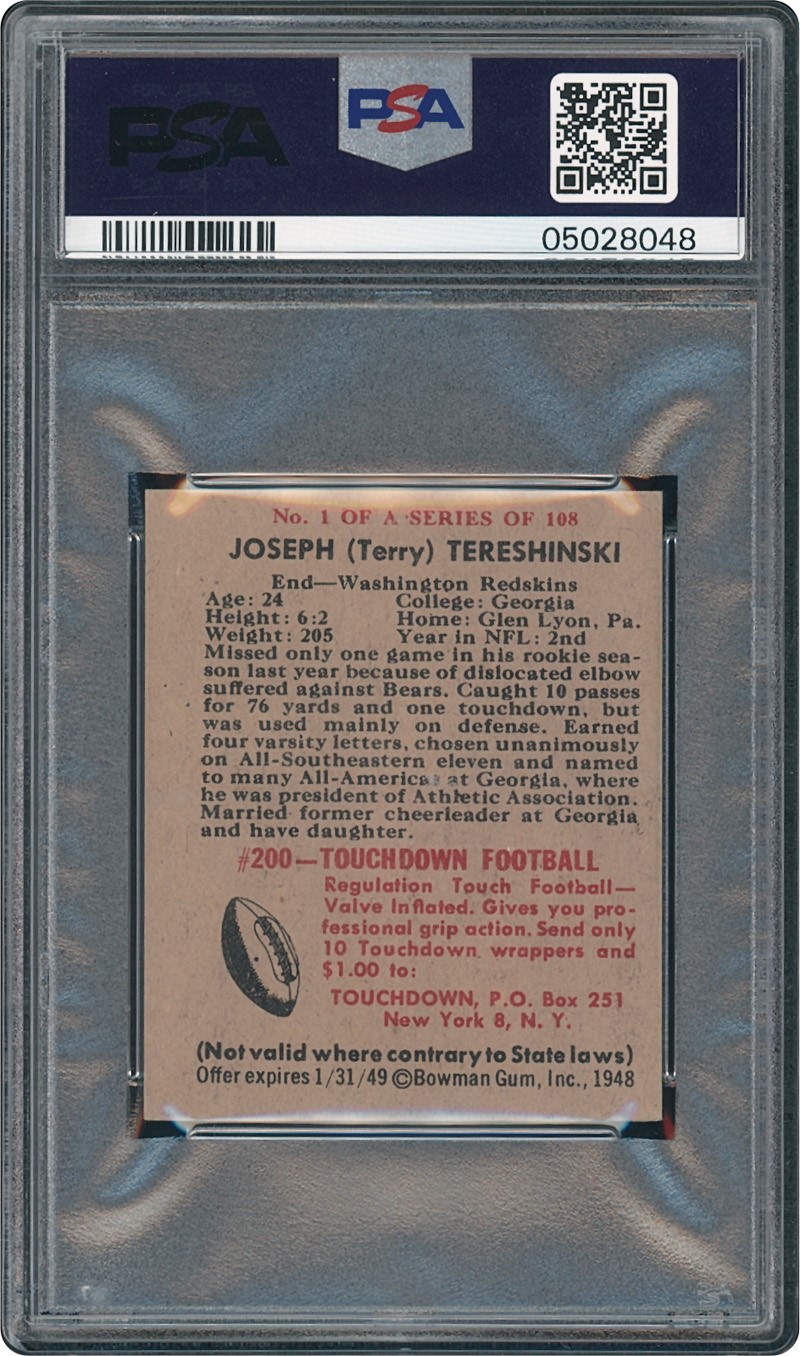 PSA
PSA
05028048
No. 1 OF A SERIES OF 108
JOSEPH (Terry) TERESHINSKI
End—Washington Redskins
Age: 24 College: Georgia
Height: 6:2 Home: Glen Lyon, Pa.
Weight: 205 Year in NFL: 2nd
Missed only one game in his rookie sea-
son last year because of dislocated elbow
suffered against Bears. Caught 10 passes
for 76 yards and one touchdown, but
was used mainly on defense. Earned
four varsity letters, chosen unanimously
on All-Southeastern eleven and named
to many All-Americas at Georgia, where
he was president of Athletic Association.
Married former cheerleader at Georgia
and have daughter.
#200—TOUCHDOWN FOOTBALL
Regulation Touch Football—
Valve Inflated. Gives you pro-
fessional grip action. Send only
10 Touchdown wrappers and
$1.00 to:
TOUCHDOWN, P.O. Box 251
New York 8, N. Y.
(Not valid where contrary to State laws)
Offer expires 1/31/49 ©Bowman Gum, Inc., 1948